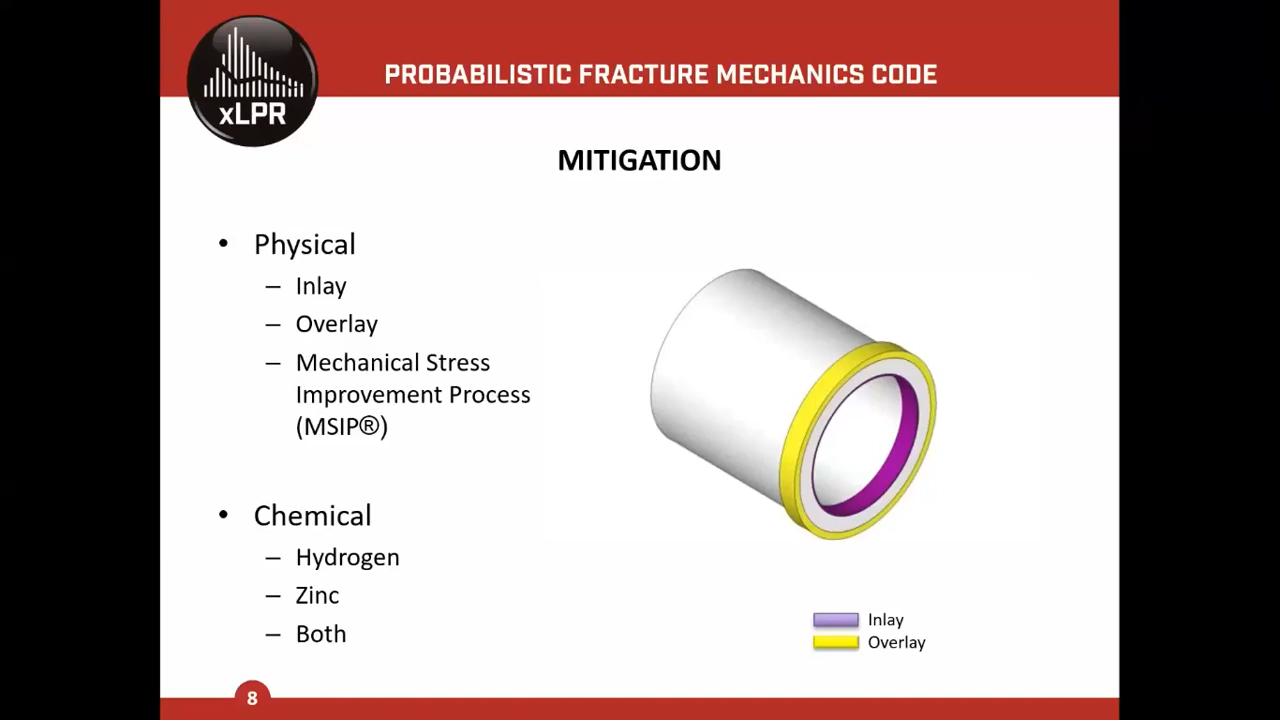 xLPR
PROBABILISTIC FRACTURE MECHANICS CODE
MITIGATION
• Physical
– Inlay
– Overlay
– Mechanical Stress
Improvement Process
(MSIP®)
• Chemical
– Hydrogen
– Zinc
– Both
Inlay
Overlay
8